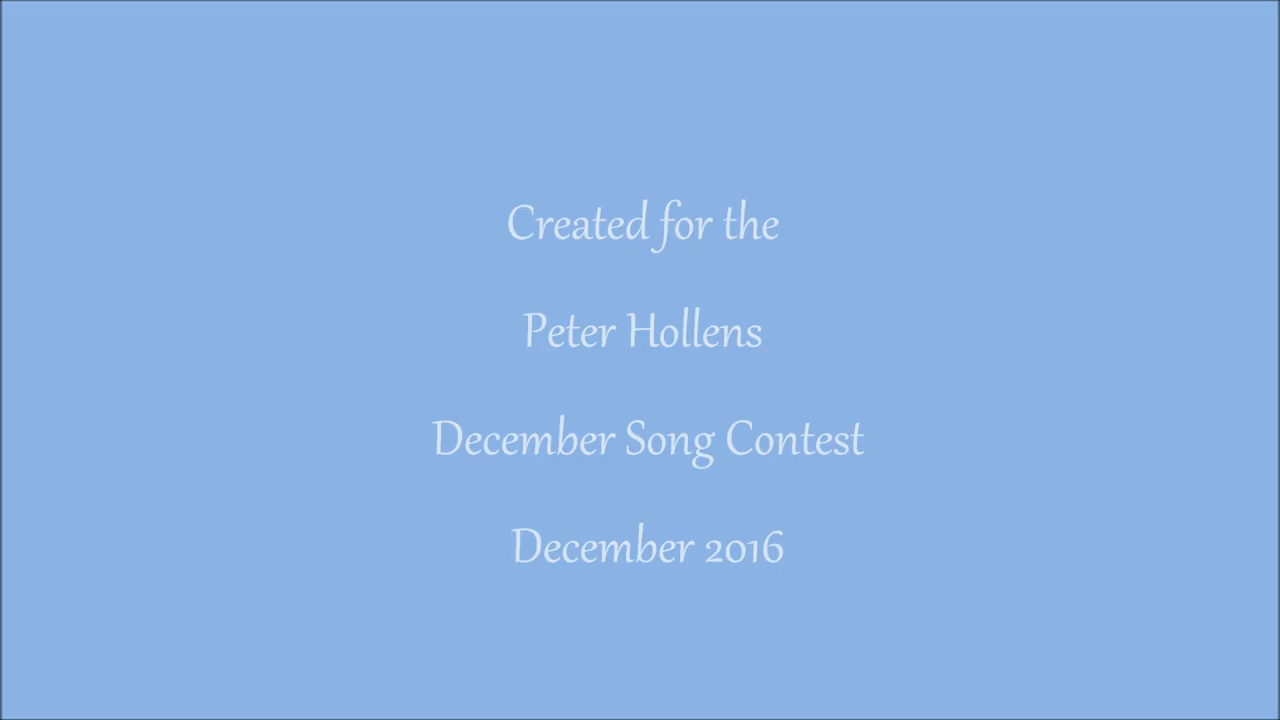 Created for the
Peter Hollens
December Song Contest
December 2016